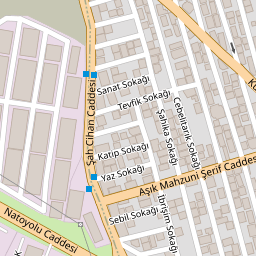 Sanat Sokağı
Tevfik Sokağı
Şah Cihan Caddesi
Şahika Sokağı
Cebelitarık Sokağı
Katip Sokağı
Yaz Sokağı
Aşık Mahzuni Şerif Caddesi
Sebil Sokağı
İbrişim Sokağı
Natoyolu Caddesi